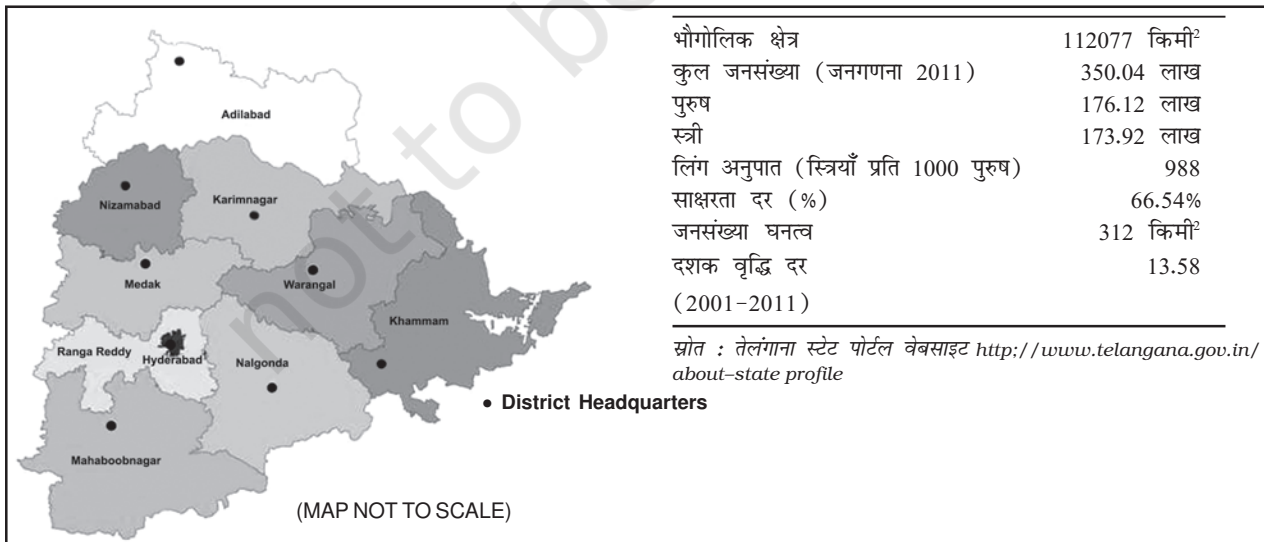 Adilabad
Nizamabad
Karimnagar
Medak
Warangal
Khammam
Ranga Reddy
Hyderabad
Nalgonda
Mahaboobnagar
• District Headquarters
(MAP NOT TO SCALE)
भौगोलिक क्षेत्र 112077 किमी²
कुल जनसंख्या (जनगणना 2011) 350.04 लाख
पुरुष 176.12 लाख
स्त्री 173.92 लाख
लिंग अनुपात (स्त्रियाँ प्रति 1000 पुरुष) 988
साक्षरता दर (%) 66.54%
जनसंख्या घनत्व 312 किमी²
दशक वृद्धि दर 13.58
(2001-2011)
स्रोत : तेलंगाना स्टेट पोर्टल वेबसाइट http;//www.telangana.gov.in/
about–state profile
not to b